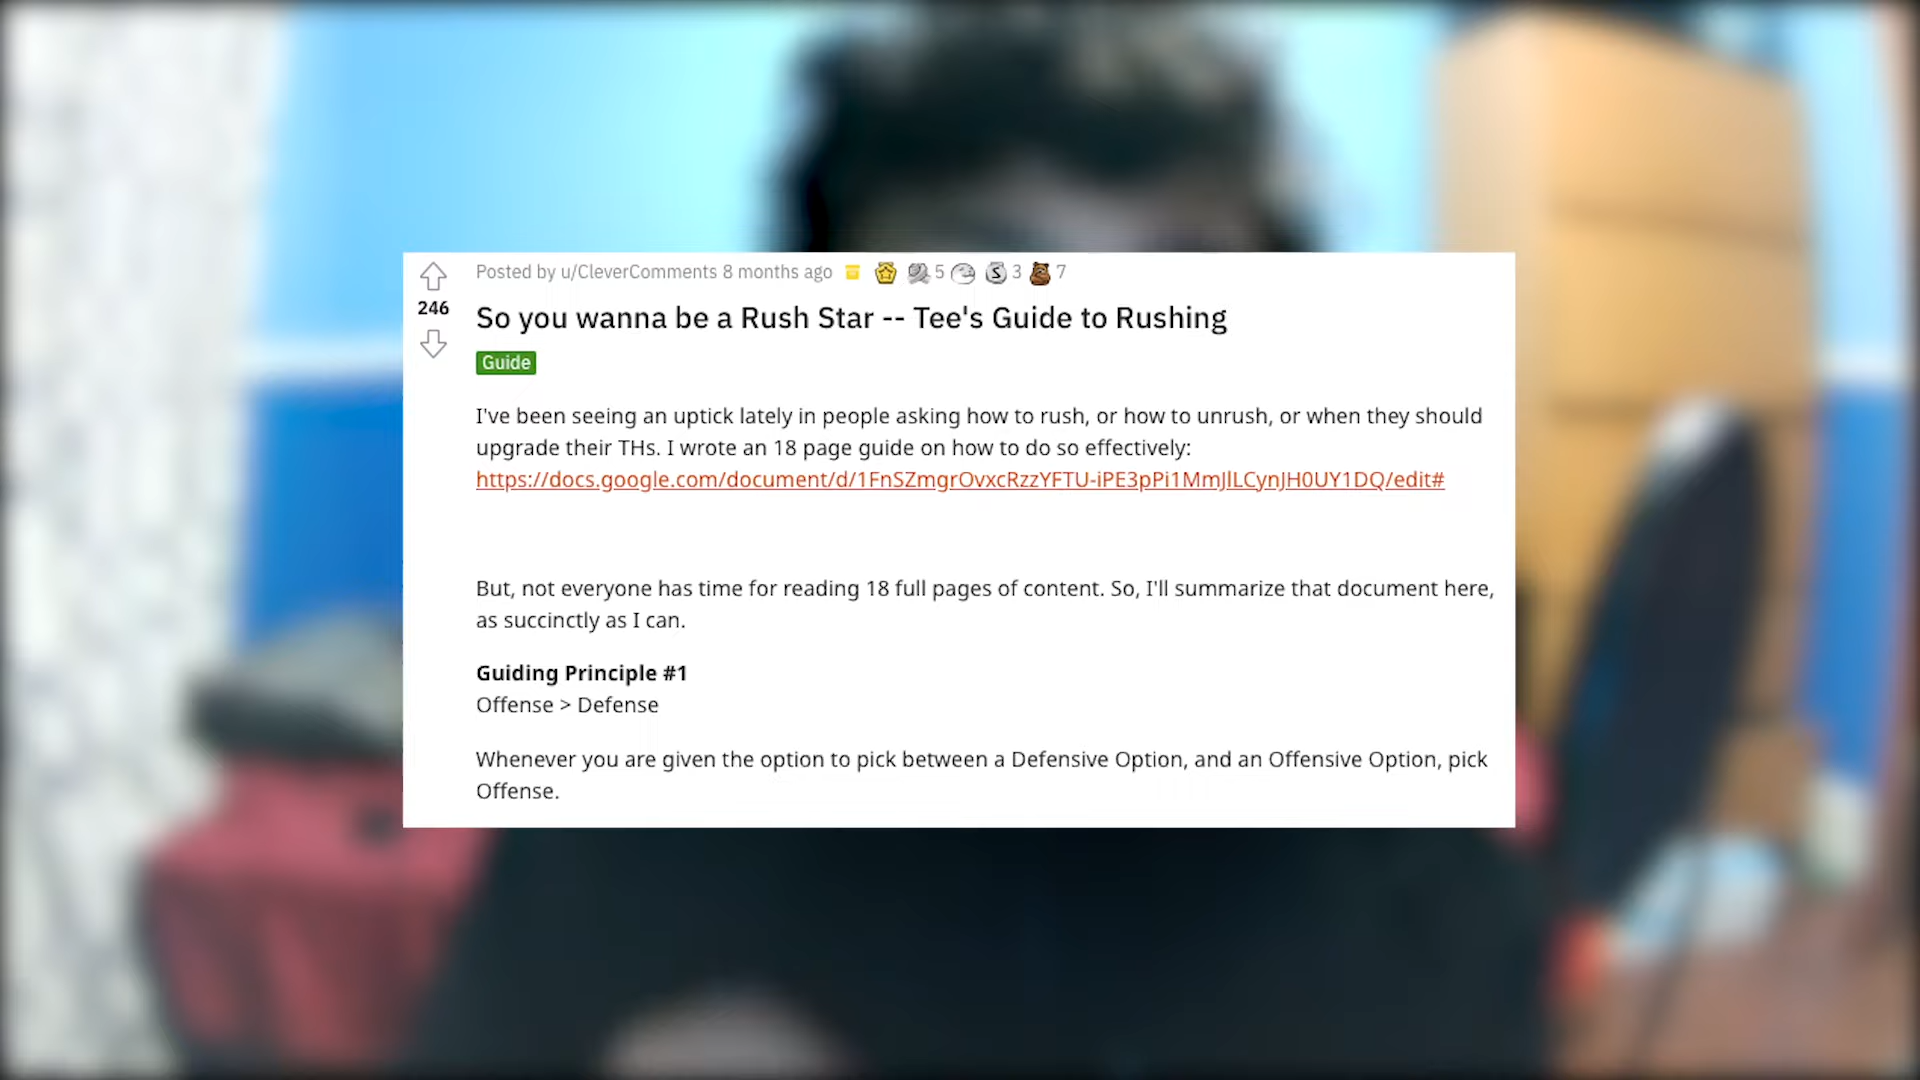 Posted by u/CleverComments 8 months ago 5 3 7
246
So you wanna be a Rush Star -- Tee's Guide to Rushing
Guide
I've been seeing an uptick lately in people asking how to rush, or how to unrush, or when they should
upgrade their THs. I wrote an 18 page guide on how to do so effectively:
https://docs.google.com/document/d/1FnSZmgrOvxcRzzYFTU-iPE3pPi1MmJlLCynJH0UY1DQ/edit#
But, not everyone has time for reading 18 full pages of content. So, I'll summarize that document here,
as succinctly as I can.
Guiding Principle #1
Offense > Defense
Whenever you are given the option to pick between a Defensive Option, and an Offensive Option, pick
Offense.